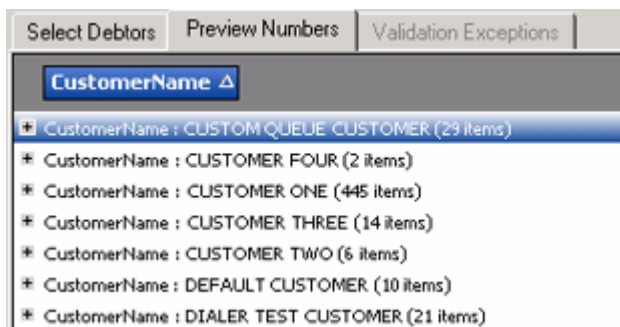 Select Debtors Preview Numbers Validation Exceptions
CustomerName
CustomerName : CUSTOM QUEUE CUSTOMER (29 items)
CustomerName : CUSTOMER FOUR (2 items)
CustomerName : CUSTOMER ONE (445 items)
CustomerName : CUSTOMER THREE (14 items)
CustomerName : CUSTOMER TWO (6 items)
CustomerName : DEFAULT CUSTOMER (10 items)
CustomerName : DIALER TEST CUSTOMER (21 items)